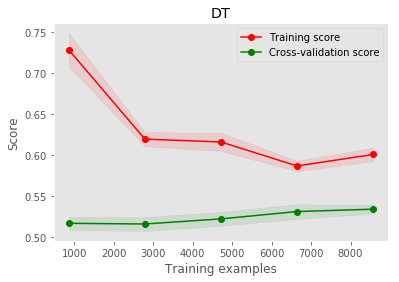 DT
0.75
0.70
0.65
0.60
0.55
0.50
Score
Training score
Cross-validation score
1000 2000 3000 4000 5000 6000 7000 8000
Training examples